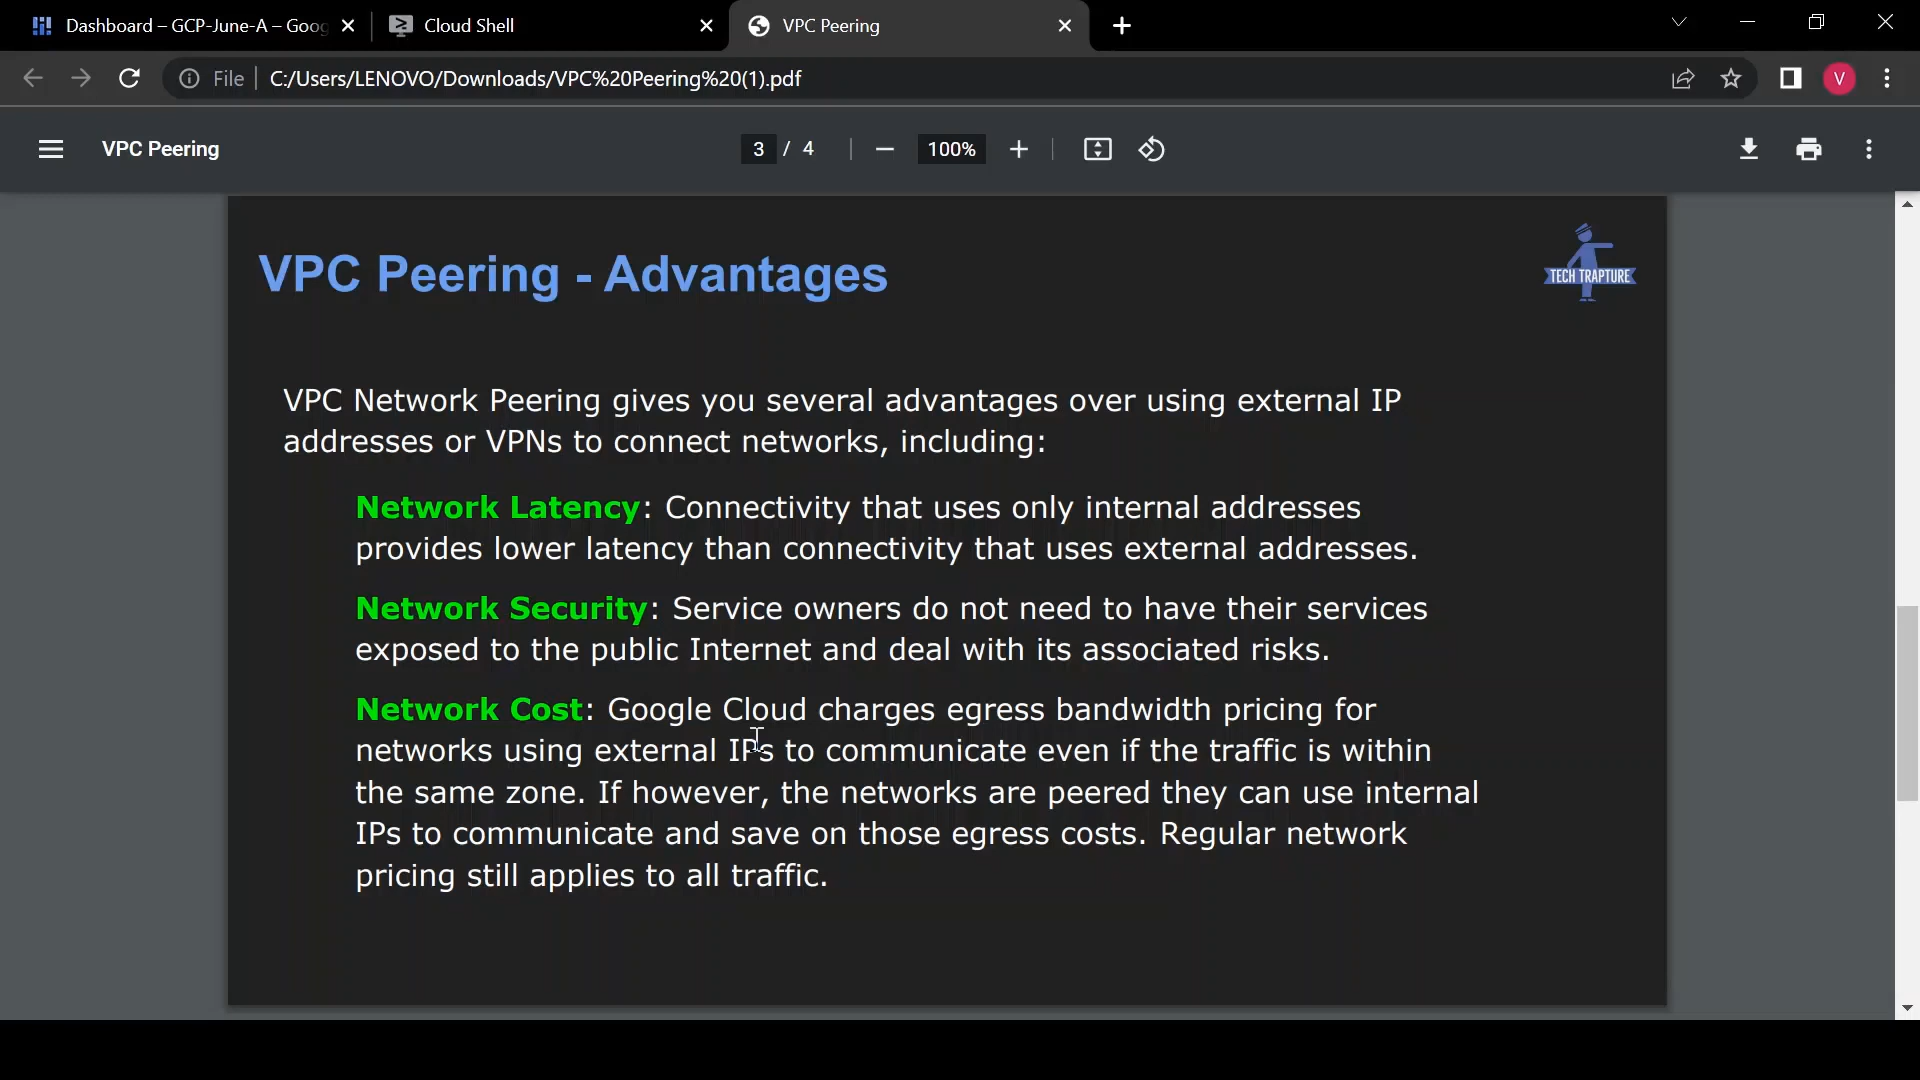 Dashboard – GCP-June-A – Goog
Cloud Shell
VPC Peering
File
C:/Users/LENOVO/Downloads/VPC%20Peering%20(1).pdf
V
VPC Peering
3 / 4
100%
VPC Peering - Advantages
TECH TRAPTURE
VPC Network Peering gives you several advantages over using external IP
addresses or VPNs to connect networks, including:
Network Latency: Connectivity that uses only internal addresses
provides lower latency than connectivity that uses external addresses.
Network Security: Service owners do not need to have their services
exposed to the public Internet and deal with its associated risks.
Network Cost: Google Cloud charges egress bandwidth pricing for
networks using external IPs to communicate even if the traffic is within
the same zone. If however, the networks are peered they can use internal
IPs to communicate and save on those egress costs. Regular network
pricing still applies to all traffic.